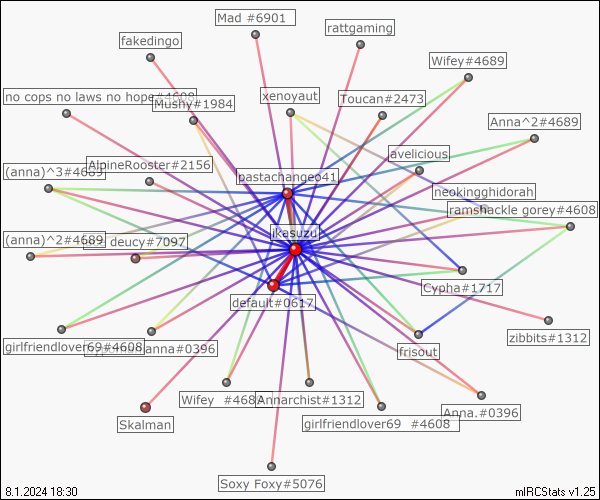 Mad #6901
rattgaming
fakedingo
Wifey#4689
no cops no laws no hope#4608
Mushy#1984
xenoyaut
Toucan#2473
Anna^2#4689
avelicious
AlpineRooster#2156
(anna)^3#4689
pastachangeo41
neokingghidorah
ramshackle gorey#4608
ikasuzu
(anna)^2#4689
deucy#7097
Cypha#1717
default#0617
zibbits#1312
girlfriendlover69#4608
anna#0396
frisout
Wifey #4689
Annarchist#1312
Anna.#0396
Skalman
girlfriendlover69 #4608
Soxy Foxy#5076
8.1.2024 18:30
mIRCStats v1.25